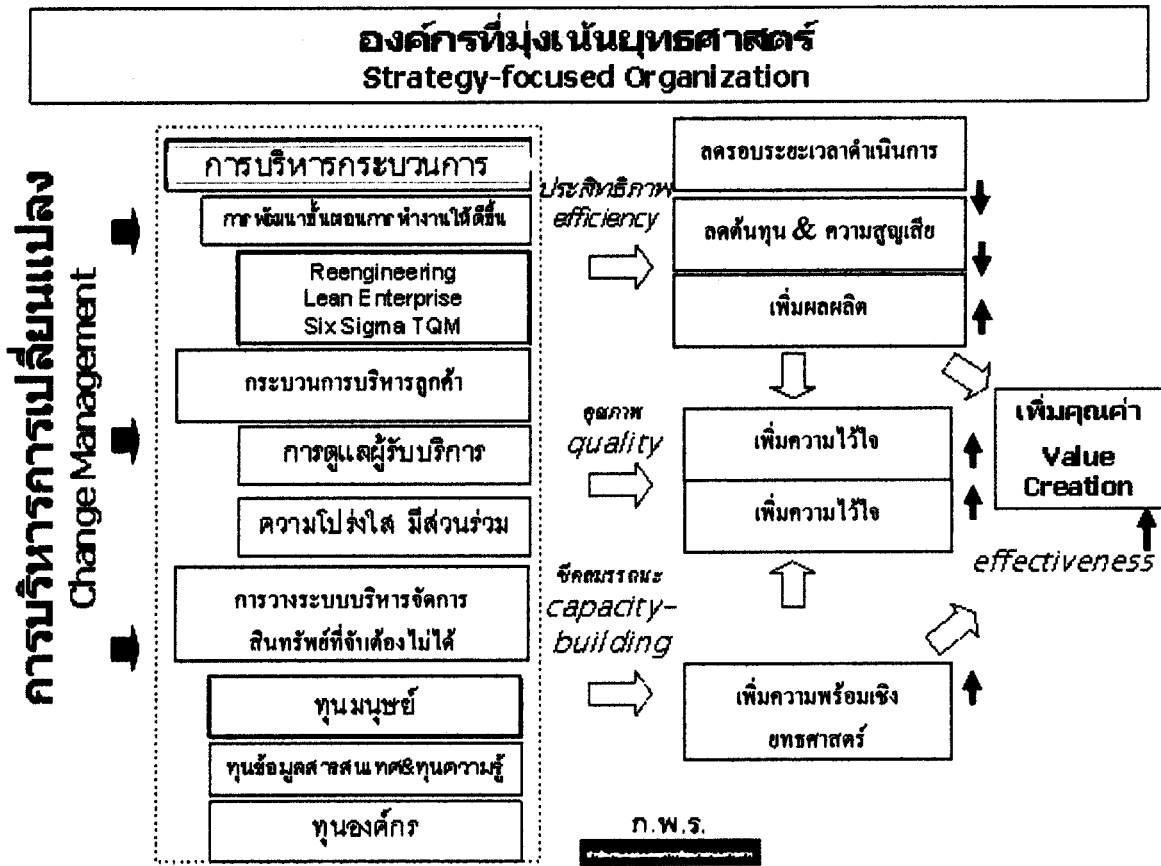 องค์กรที่มุ่งเน้นยุทธศาสตร์
Strategy-focused Organization
การบริหารการเปลี่ยนแปลง
Change Management
การบริหารกระบวนการ
การพัฒนาขั้นตอนการทำงานให้ดีขึ้น
Reengineering
Lean Enterprise
Six Sigma TQM
กระบวนการบริหารลูกค้า
การดูแลผู้รับบริการ
ความโปร่งใส มีส่วนร่วม
การวางระบบบริหารจัดการ
สินทรัพย์ที่จับต้องไม่ได้
ทุนมนุษย์
ทุนข้อมูลสารสนเทศ&ทุนความรู้
ทุนองค์กร
ประสิทธิภาพ
efficiency
คุณภาพ
quality
ขีดสมรรถนะ
capacity-
building
ลดรอบระยะเวลาดำเนินการ
ลดต้นทุน & ความสูญเสีย
เพิ่มผลผลิต
เพิ่มความไว้ใจ
เพิ่มความไว้ใจ
เพิ่มความพร้อมเชิง
ยทธศาสตร์
เพิ่มคุณค่า
Value
Creation
effectiveness
ก.พ.ร.